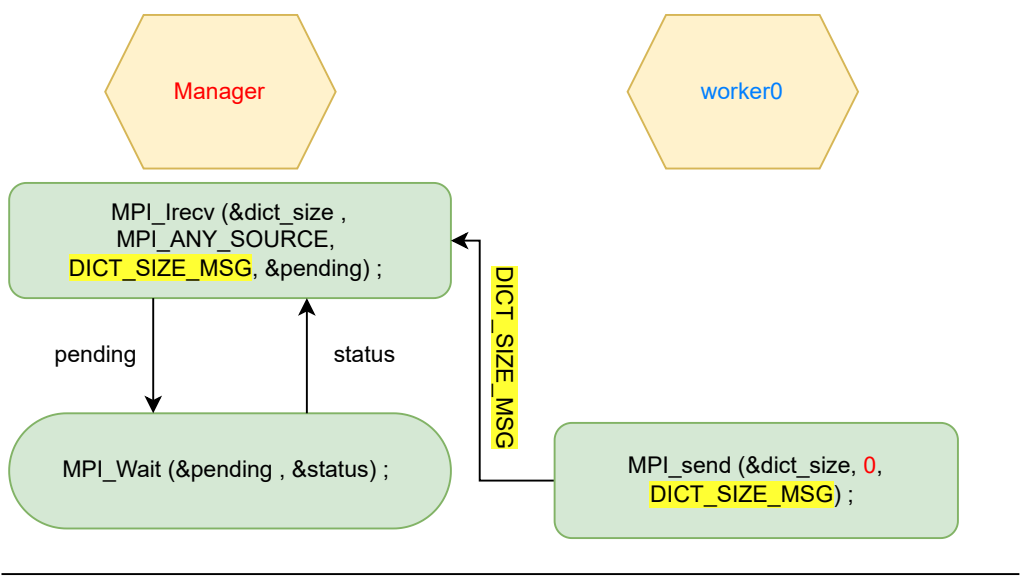 Manager
worker0
MPI_Irecv (&dict_size ,
MPI_ANY_SOURCE,
DICT_SIZE_MSG, &pending) ;
DICT_SIZE_MSG
pending
status
MPI_Wait (&pending , &status) ;
MPI_send (&dict_size, 0,
DICT_SIZE_MSG) ;